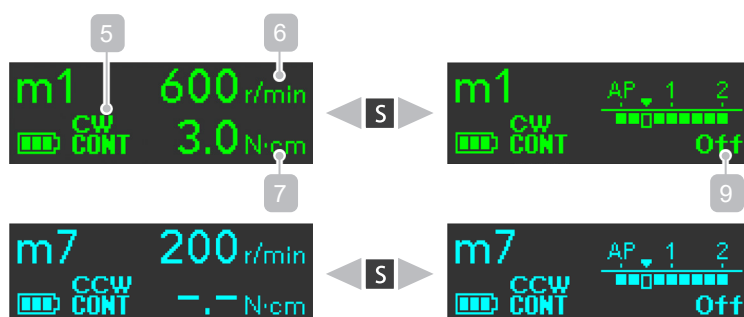 5 6
m1 600 r/min S m1 AP 1 2
CW
CONT 3.0 N·cm CW
CONT Off
7 9
m7 200 r/min S m7 AP 1 2
CCW
CONT -.- N·cm CCW
CONT Off